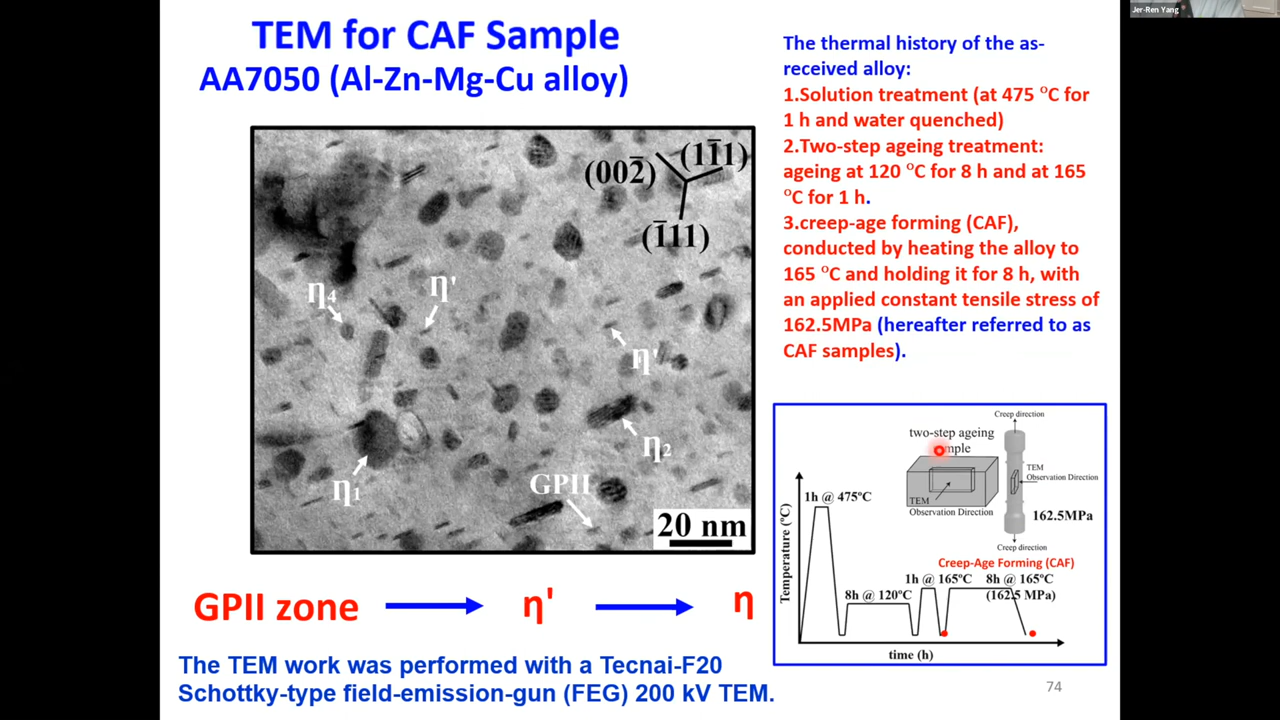 Jer-Ren Yang
TEM for CAF Sample
AA7050 (Al-Zn-Mg-Cu alloy)
(002̄)
(11̄1)
(1̄11)
η4
η'
η'
η1
η2
GPII
20 nm
GPII zone
η'
η
The TEM work was performed with a Tecnai-F20
Schottky-type field-emission-gun (FEG) 200 kV TEM.
The thermal history of the as-
received alloy:
1.Solution treatment (at 475 °C for
1 h and water quenched)
2.Two-step ageing treatment:
ageing at 120 °C for 8 h and at 165
°C for 1 h.
3.creep-age forming (CAF),
conducted by heating the alloy to
165 °C and holding it for 8 h, with
an applied constant tensile stress of
162.5MPa (hereafter referred to as
CAF samples).
Creep direction
two-step ageing
TEM
Observation Direction
TEM
Observation Direction
162.5MPa
Creep direction
Creep-Age Forming (CAF)
1h @ 475°C
8h @ 120°C
1h @ 165°C
8h @ 165°C
(162.5 MPa)
Temperature (°C)
time (h)
74